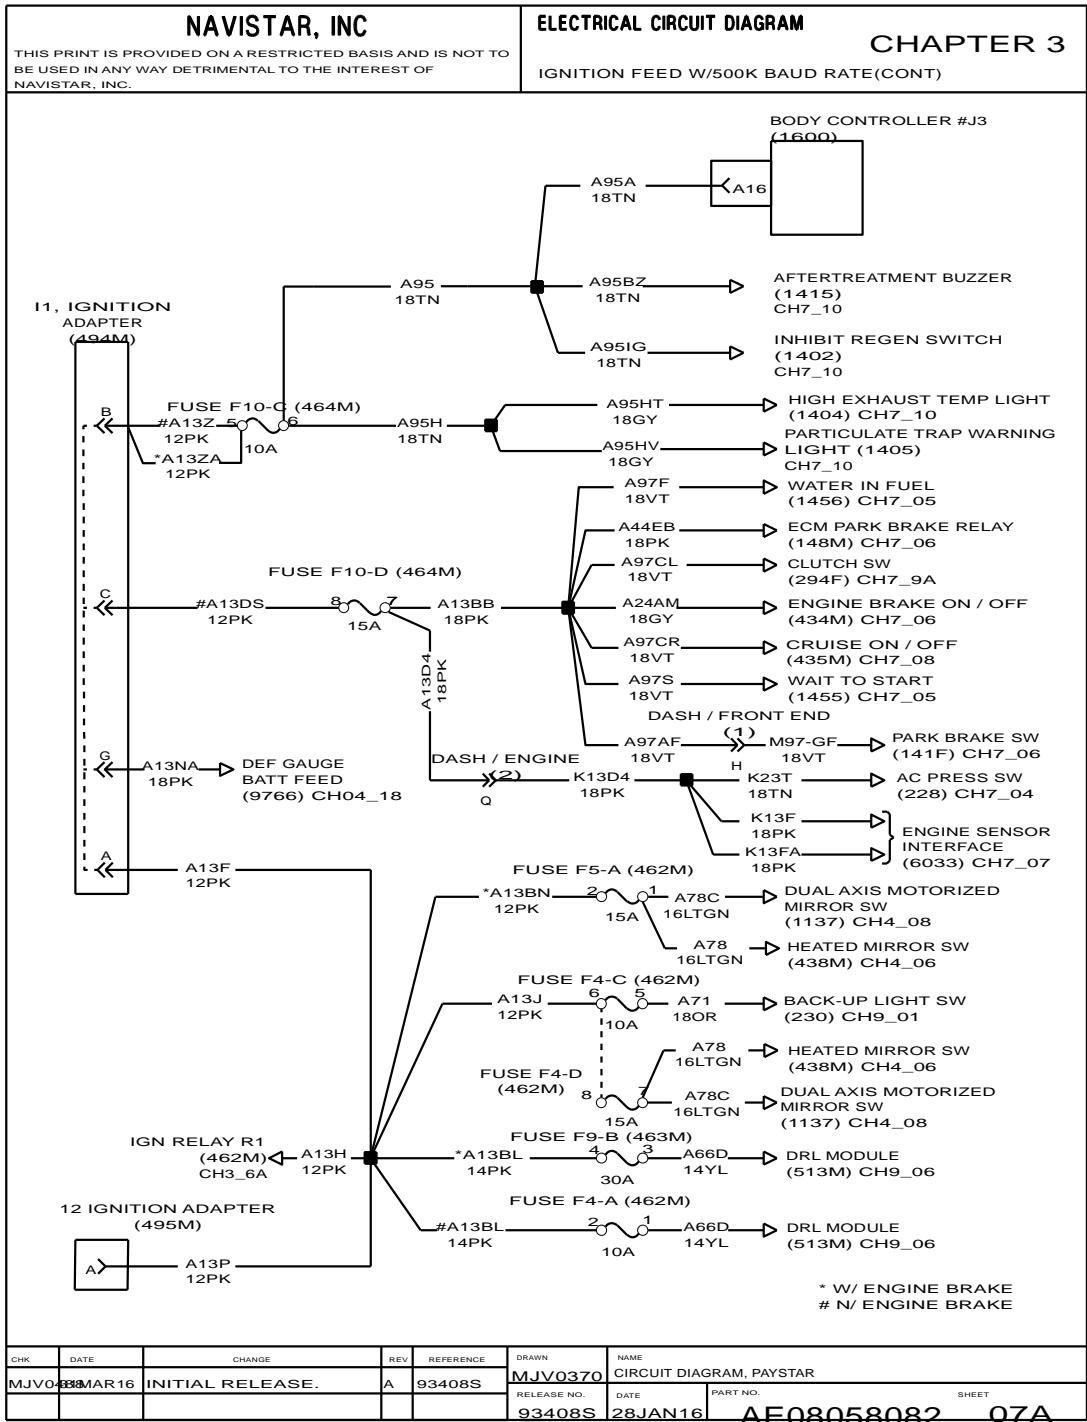 NAVISTAR, INC
THIS PRINT IS PROVIDED ON A RESTRICTED BASIS AND IS NOT TO
BE USED IN ANY WAY DETRIMENTAL TO THE INTEREST OF
NAVISTAR, INC.
ELECTRICAL CIRCUIT DIAGRAM
CHAPTER 3
IGNITION FEED W/500K BAUD RATE(CONT)
BODY CONTROLLER #J3
(1600)
A95A
18TN
A16
A95
18TN
A95BZ
18TN
AFTERTREATMENT BUZZER
(1415)
CH7_10
A95IG
18TN
INHIBIT REGEN SWITCH
(1402)
CH7_10
I1, IGNITION
ADAPTER
(494M)
B
#A13Z
12PK
*A13ZA
12PK
FUSE F10-C (464M)
5
6
10A
A95H
18TN
A95HT
18GY
HIGH EXHAUST TEMP LIGHT
(1404) CH7_10
A95HV
18GY
PARTICULATE TRAP WARNING
LIGHT (1405)
CH7_10
A97F
18VT
WATER IN FUEL
(1456) CH7_05
A44EB
18PK
ECM PARK BRAKE RELAY
(148M) CH7_06
A97CL
18VT
CLUTCH SW
(294F) CH7_9A
C
#A13DS
12PK
FUSE F10-D (464M)
8
7
15A
A13BB
18PK
A24AM
18GY
ENGINE BRAKE ON / OFF
(434M) CH7_06
A97CR
18VT
CRUISE ON / OFF
(435M) CH7_08
A97S
18VT
WAIT TO START
(1455) CH7_05
A13D4
18PK
DASH / FRONT END
(1)
A97AF
18VT
H
M97-GF
18VT
PARK BRAKE SW
(141F) CH7_06
G
A13NA
18PK
DEF GAUGE
BATT FEED
(9766) CH04_18
DASH / ENGINE
(2)
Q
K13D4
18PK
K23T
18TN
AC PRESS SW
(228) CH7_04
K13F
18PK
K13FA
18PK
ENGINE SENSOR
INTERFACE
(6033) CH7_07
A
A13F
12PK
FUSE F5-A (462M)
*A13BN
12PK
2
1
15A
A78C
16LTGN
DUAL AXIS MOTORIZED
MIRROR SW
(1137) CH4_08
A78
16LTGN
HEATED MIRROR SW
(438M) CH4_06
FUSE F4-C (462M)
A13J
12PK
6
5
10A
A71
18OR
BACK-UP LIGHT SW
(230) CH9_01
A78
16LTGN
HEATED MIRROR SW
(438M) CH4_06
FUSE F4-D
(462M)
8
7
15A
A78C
16LTGN
DUAL AXIS MOTORIZED
MIRROR SW
(1137) CH4_08
IGN RELAY R1
(462M)
CH3_6A
A13H
12PK
FUSE F9-B (463M)
*A13BL
14PK
4
3
30A
A66D
14YL
DRL MODULE
(513M) CH9_06
FUSE F4-A (462M)
#A13BL
14PK
2
1
10A
A66D
14YL
DRL MODULE
(513M) CH9_06
12 IGNITION ADAPTER
(495M)
A
A13P
12PK
* W/ ENGINE BRAKE
# N/ ENGINE BRAKE
CHK DATE CHANGE REV REFERENCE
INITIAL RELEASE. A 93408S
DRAWN
MJV0370
NAME
CIRCUIT DIAGRAM, PAYSTAR
RELEASE NO.
93408S
DATE
28JAN16
PART NO.
AF08058082
SHEET
07A